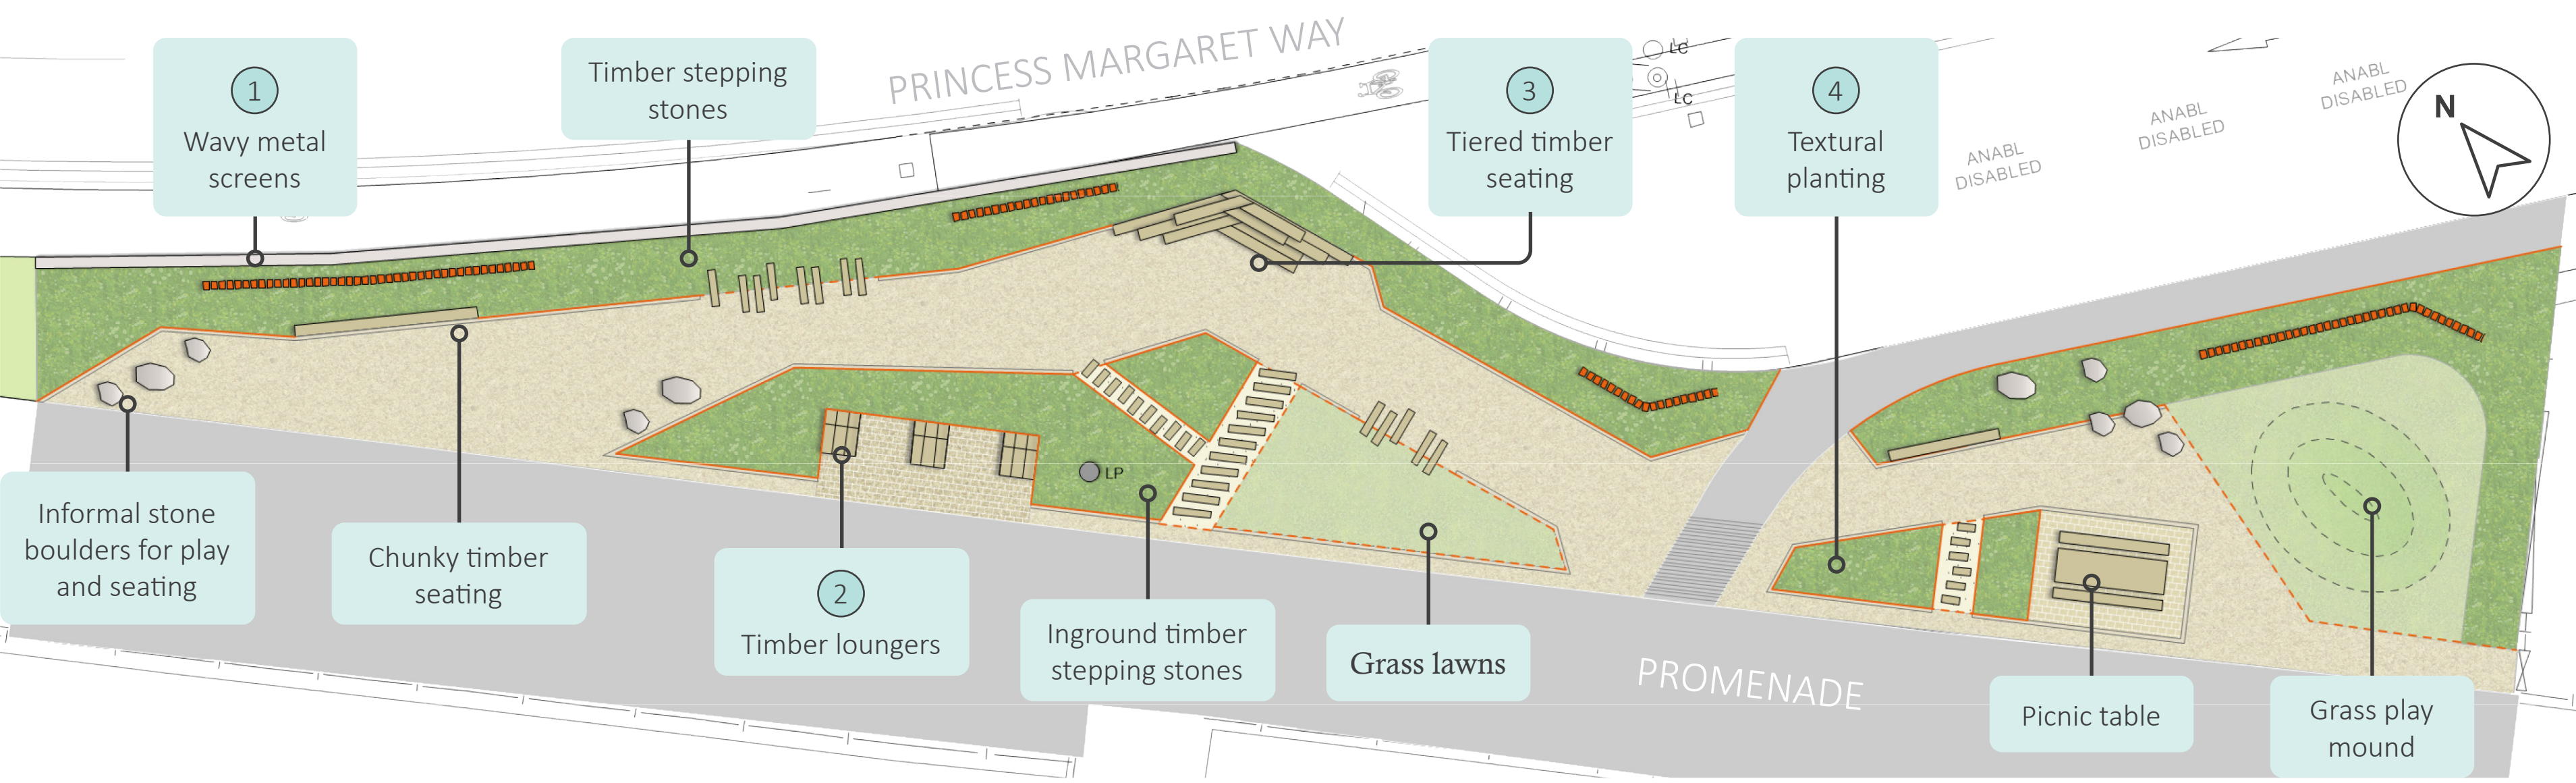 PRINCESS MARGARET WAY
1
Wavy metal
screens
Timber stepping
stones
3
Tiered timber
seating
LC
LC
4
Textural
planting
ANABL
DISABLED
ANABL
DISABLED
ANABL
DISABLED
N
Informal stone
boulders for play
and seating
Chunky timber
seating
2
Timber loungers
LP
Inground timber
stepping stones
Grass lawns
PROMENADE
Picnic table
Grass play
mound